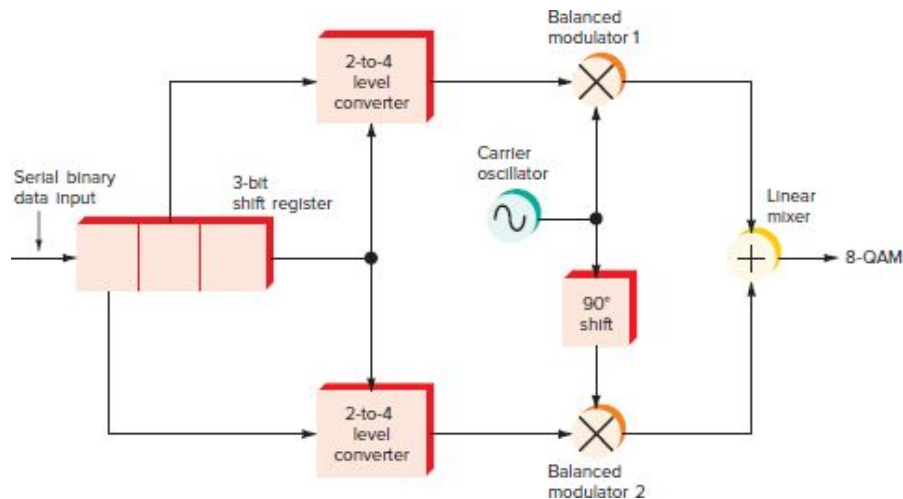 Balanced
modulator 1
2-to-4
level
converter
Carrier
oscillator
Serial binary
data input
3-bit
shift register
Linear
mixer
8-QAM
90°
shift
2-to-4
level
converter
Balanced
modulator 2